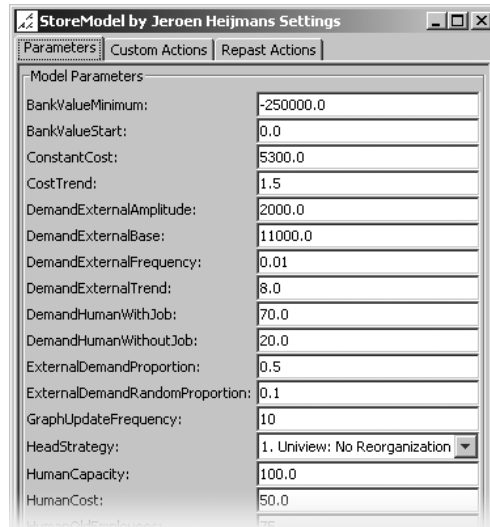 StoreModel by Jeroen Heijmans Settings
Parameters Custom Actions Repast Actions
Model Parameters
BankValueMinimum: -250000.0
BankValueStart: 0.0
ConstantCost: 5300.0
CostTrend: 1.5
DemandExternalAmplitude: 2000.0
DemandExternalBase: 11000.0
DemandExternalFrequency: 0.01
DemandExternalTrend: 8.0
DemandHumanWithJob: 70.0
DemandHumanWithoutJob: 20.0
ExternalDemandProportion: 0.5
ExternalDemandRandomProportion: 0.1
GraphUpdateFrequency: 10
HeadStrategy: 1. Uniview: No Reorganization
HumanCapacity: 100.0
HumanCost: 50.0